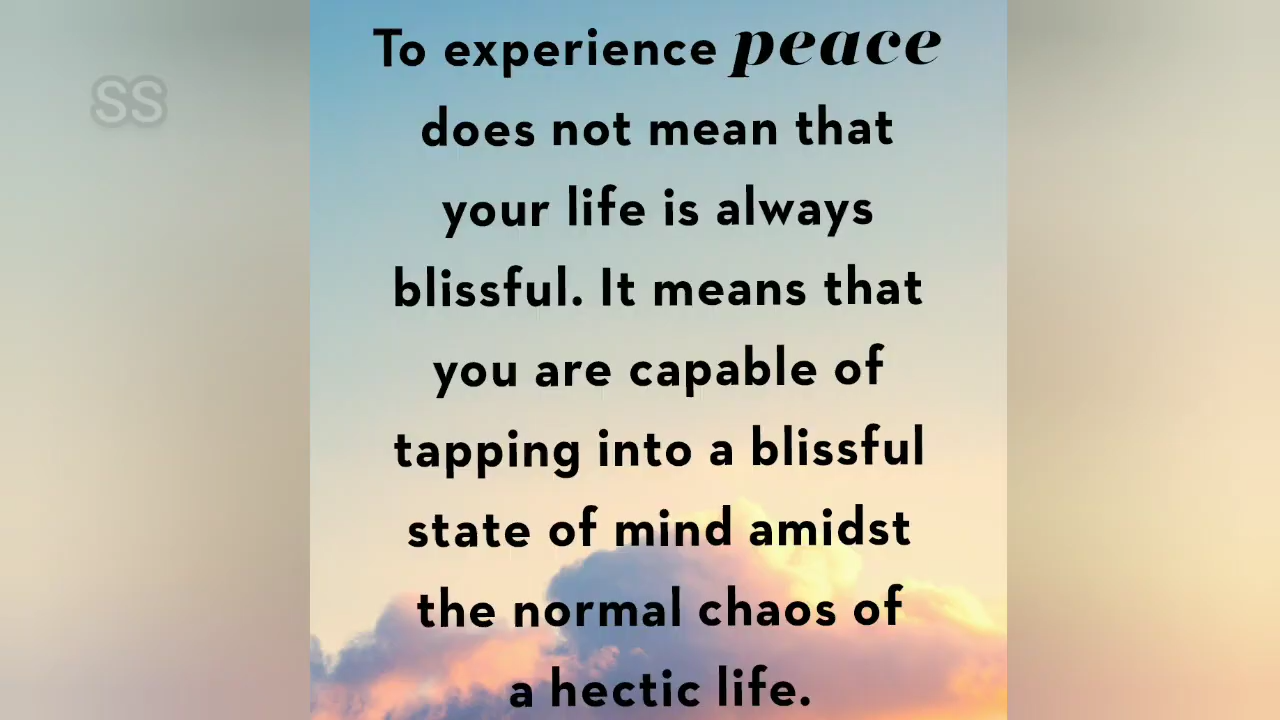 SS
To experience peace
does not mean that
your life is always
blissful. It means that
you are capable of
tapping into a blissful
state of mind amidst
the normal chaos of
a hectic life.